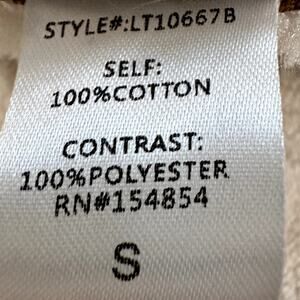 STYLE#:LT10667B
SELF:
100%COTTON
CONTRAST:
100%POLYESTER
RN#154854
S